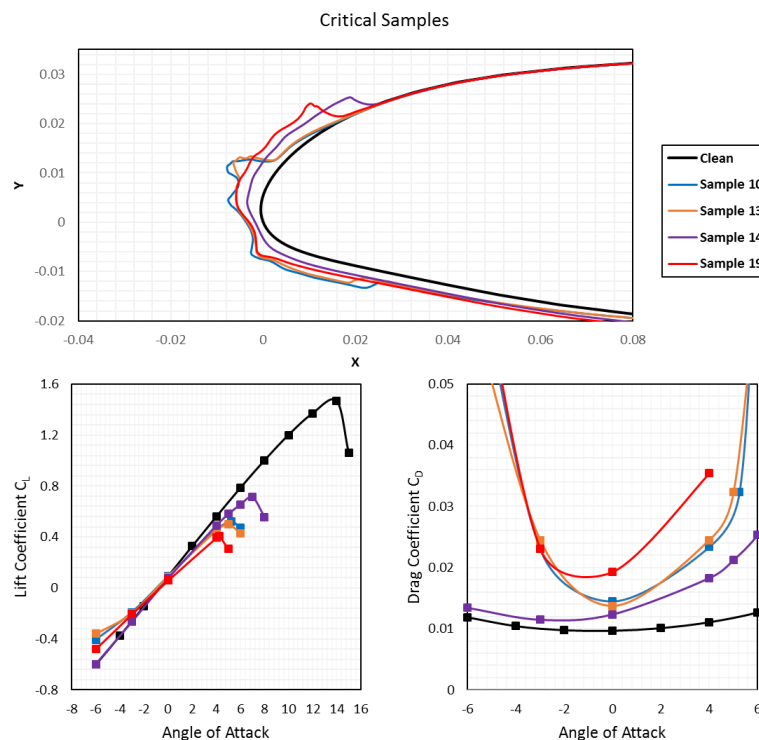 Critical Samples
0.03
0.02
0.01
0
-0.01
-0.02
Y
-0.04
-0.02
0
0.02
0.04
0.06
0.08
X
Clean
Sample 10
Sample 13
Sample 14
Sample 19
1.6
1.2
0.8
0.4
0
-0.4
-0.8
Lift Coefficient CL
-8 -6 -4 -2 0 2 4 6 8 10 12 14 16
Angle of Attack
0.05
0.04
0.03
0.02
0.01
0
Drag Coefficient CD
-6 -4 -2 0 2 4 6
Angle of Attack